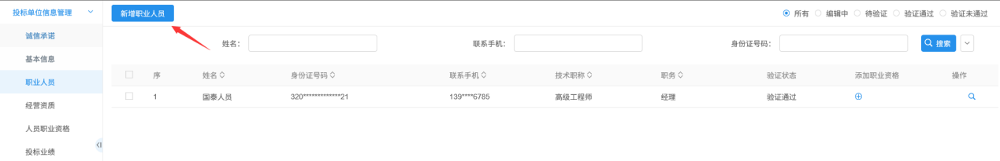 投标单位信息管理
新增职业人员
所有 编辑中 待验证 验证通过 验证未通过
诚信承诺
姓名： 联系手机： 身份证号码： 搜索
基本信息
职业人员
序 姓名 身份证号码 联系手机 技术职称 职务 验证状态 添加职业资格 操作
1 国泰人员 320*************21 139****6785 高级工程师 经理 验证通过
经营资质
人员职业资格
投标业绩